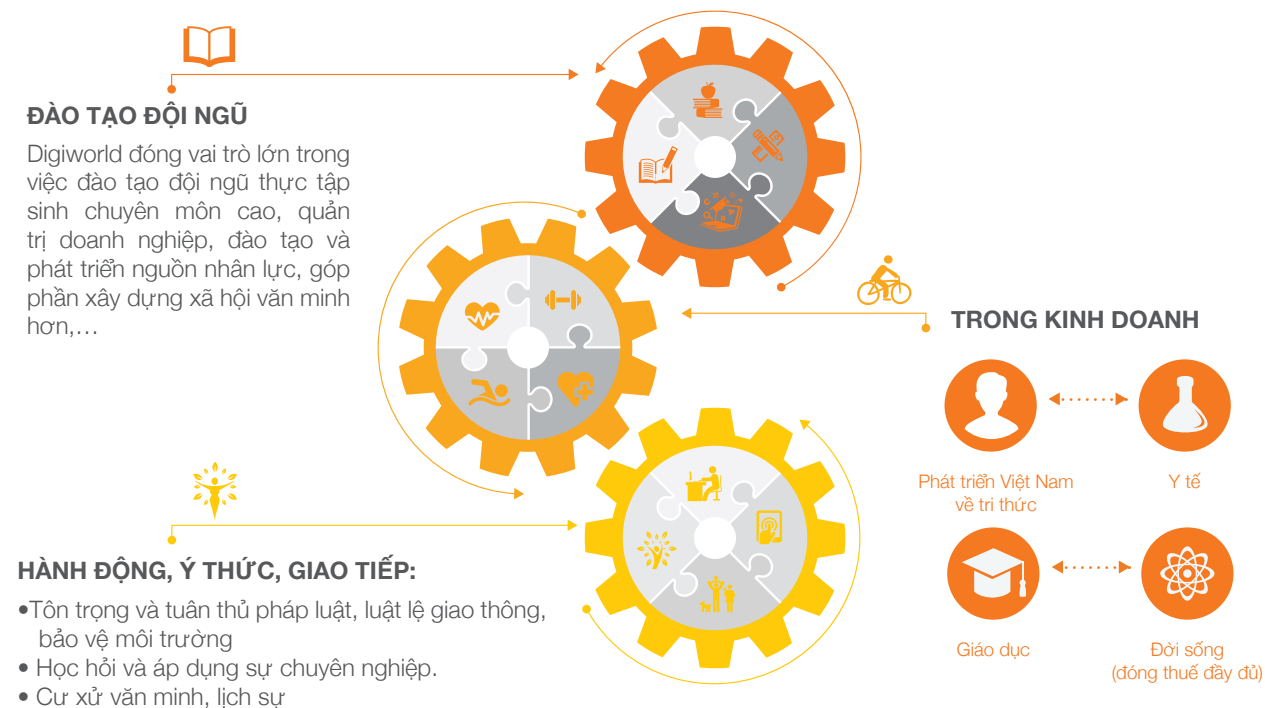 ĐÀO TẠO ĐỘI NGŨ
Digiworld đóng vai trò lớn trong
việc đào tạo đội ngũ thực tập
sinh chuyên môn cao, quản
trị doanh nghiệp, đào tạo và
phát triển nguồn nhân lực, góp
phần xây dựng xã hội văn minh
hơn,…
TRONG KINH DOANH
Phát triển Việt Nam
về tri thức
Y tế
Giáo dục
Đời sống
(đóng thuế đầy đủ)
HÀNH ĐỘNG, Ý THỨC, GIAO TIẾP:
•Tôn trọng và tuân thủ pháp luật, luật lệ giao thông,
bảo vệ môi trường
• Học hỏi và áp dụng sự chuyên nghiệp.
• Cư xử văn minh, lịch sự